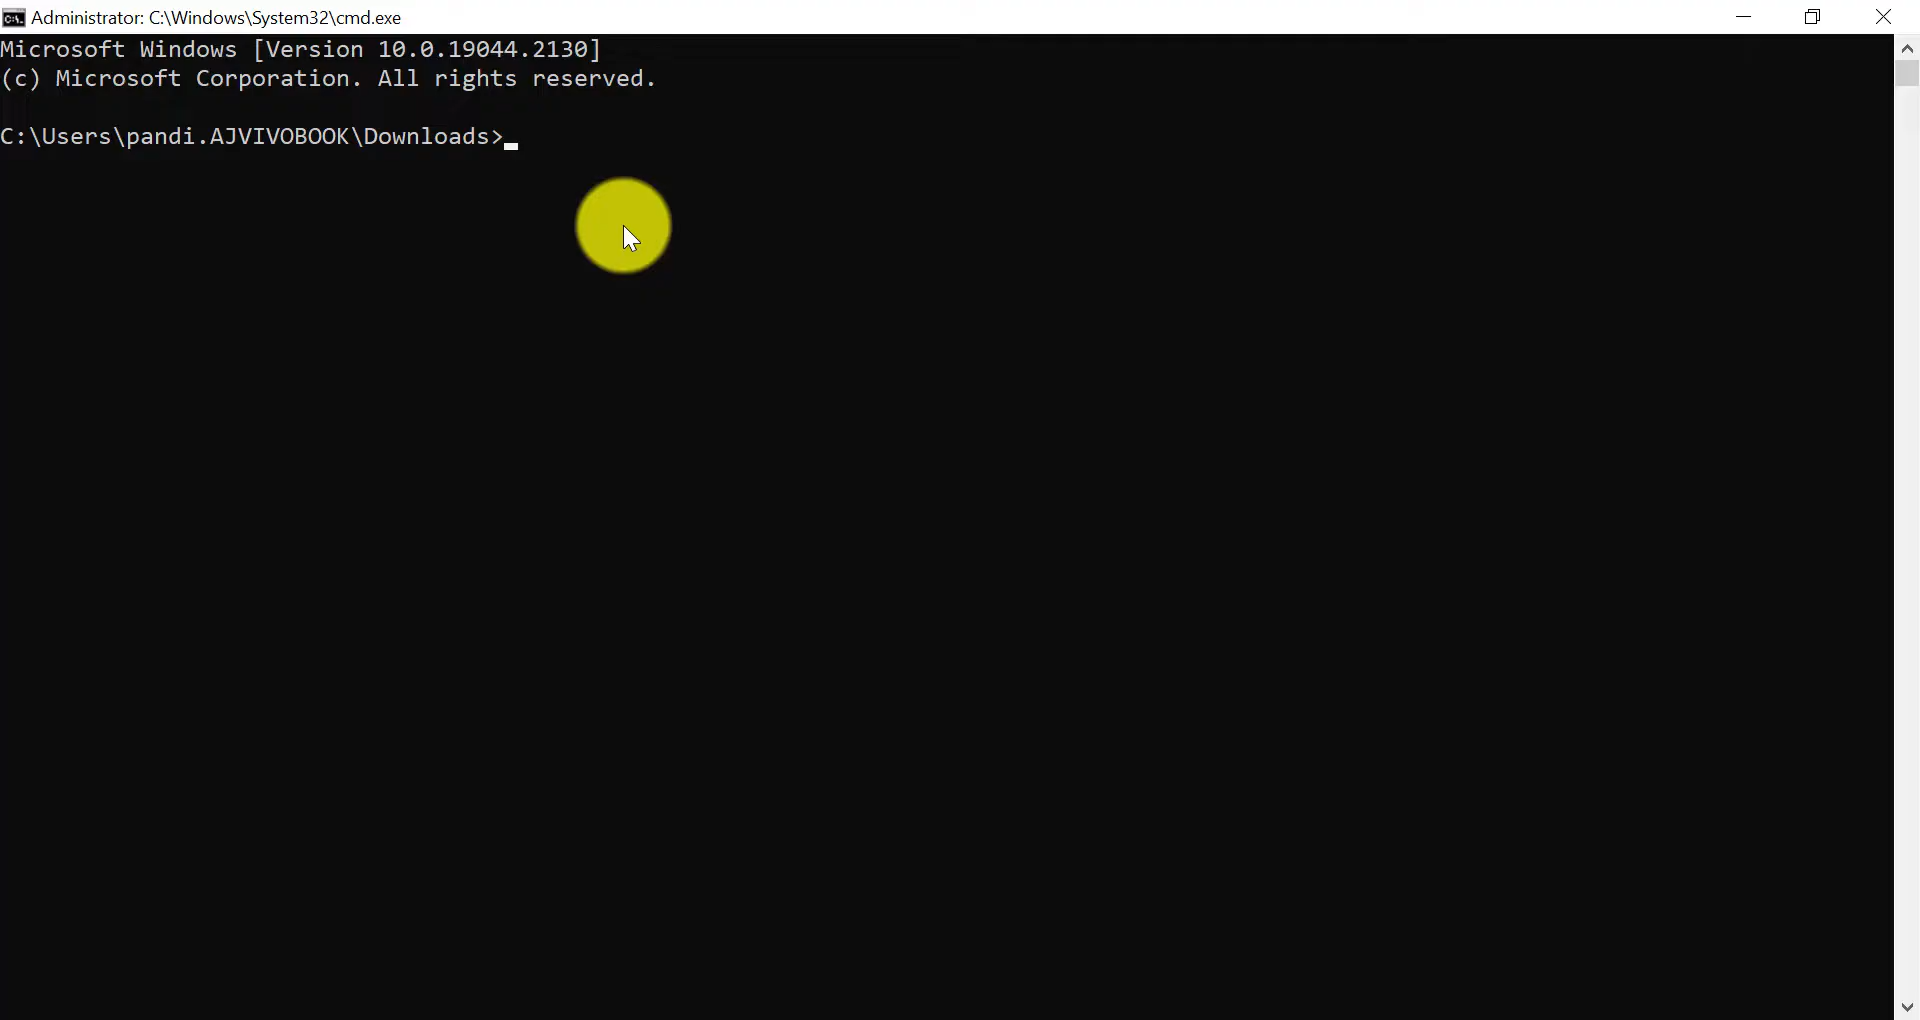 Administrator: C:\Windows\System32\cmd.exe
Microsoft Windows [Version 10.0.19044.2130]
(c) Microsoft Corporation. All rights reserved.
C:\Users\pandi.AJVIVOBOOK\Downloads>